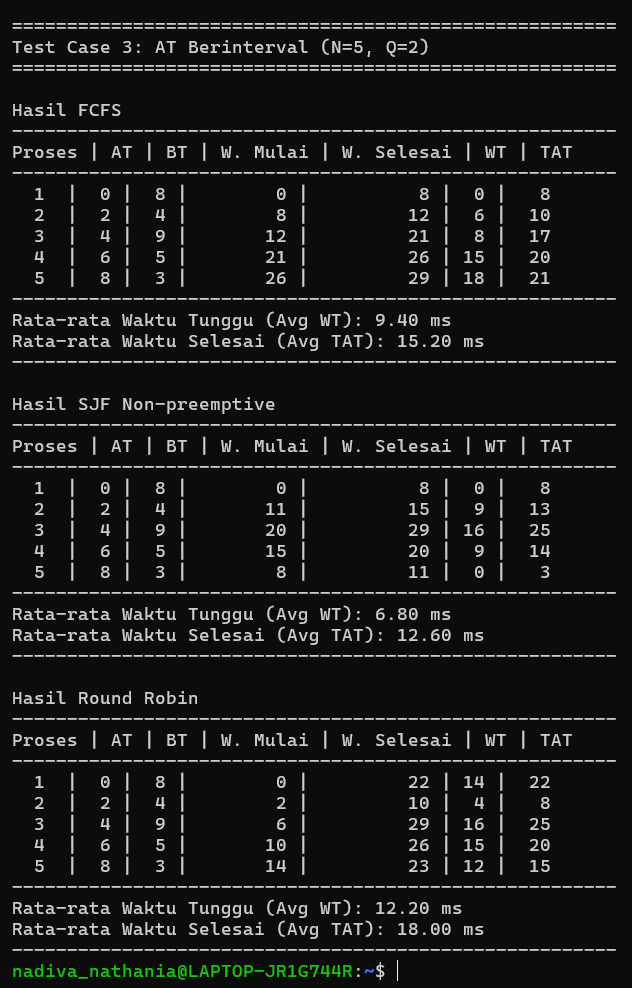 =======================================================
Test Case 3: AT Berinterval (N=5, Q=2)
=======================================================
Hasil FCFS
-------------------------------------------------------
Proses | AT | BT | W. Mulai | W. Selesai | WT | TAT
-------------------------------------------------------
  1  |  0 |  8 |        0 |          8 |  0 |   8
  2  |  2 |  4 |        8 |         12 |  6 |  10
  3  |  4 |  9 |       12 |         21 |  8 |  17
  4  |  6 |  5 |       21 |         26 | 15 |  20
  5  |  8 |  3 |       26 |         29 | 18 |  21
-------------------------------------------------------
Rata-rata Waktu Tunggu (Avg WT): 9.40 ms
Rata-rata Waktu Selesai (Avg TAT): 15.20 ms
-------------------------------------------------------
Hasil SJF Non-preemptive
-------------------------------------------------------
Proses | AT | BT | W. Mulai | W. Selesai | WT | TAT
-------------------------------------------------------
  1  |  0 |  8 |        0 |          8 |  0 |   8
  2  |  2 |  4 |       11 |         15 |  9 |  13
  3  |  4 |  9 |       20 |         29 | 16 |  25
  4  |  6 |  5 |       15 |         20 |  9 |  14
  5  |  8 |  3 |        8 |         11 |  0 |   3
-------------------------------------------------------
Rata-rata Waktu Tunggu (Avg WT): 6.80 ms
Rata-rata Waktu Selesai (Avg TAT): 12.60 ms
-------------------------------------------------------
Hasil Round Robin
-------------------------------------------------------
Proses | AT | BT | W. Mulai | W. Selesai | WT | TAT
-------------------------------------------------------
  1  |  0 |  8 |        0 |         22 | 14 |  22
  2  |  2 |  4 |        2 |         10 |  4 |   8
  3  |  4 |  9 |        6 |         29 | 16 |  25
  4  |  6 |  5 |       10 |         26 | 15 |  20
  5  |  8 |  3 |       14 |         23 | 12 |  15
-------------------------------------------------------
Rata-rata Waktu Tunggu (Avg WT): 12.20 ms
Rata-rata Waktu Selesai (Avg TAT): 18.00 ms
-------------------------------------------------------
nadiva_nathania@LAPTOP-JR1G744R:~$